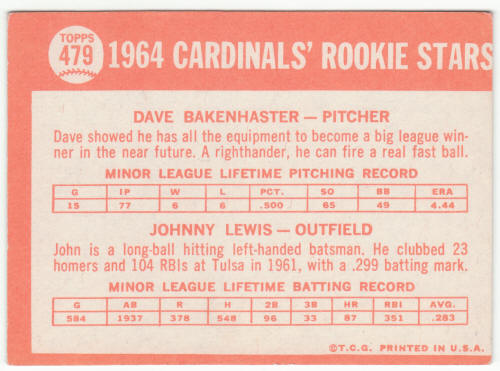 TOPPS
479
1964 CARDINALS' ROOKIE STARS
DAVE BAKENHASTER — PITCHER
Dave showed he has all the equipment to become a big league win-
ner in the near future. A righthander, he can fire a real fast ball.
MINOR LEAGUE LIFETIME PITCHING RECORD
G IP W L PCT. SO BB ERA
15 77 6 6 .500 65 49 4.44
JOHNNY LEWIS — OUTFIELD
John is a long-ball hitting left-handed batsman. He clubbed 23
homers and 104 RBIs at Tulsa in 1961, with a .299 batting mark.
MINOR LEAGUE LIFETIME BATTING RECORD
G AB R H 2B 3B HR RBI AVG.
584 1937 378 548 96 33 87 351 .283
©T.C.G. PRINTED IN U.S.A.